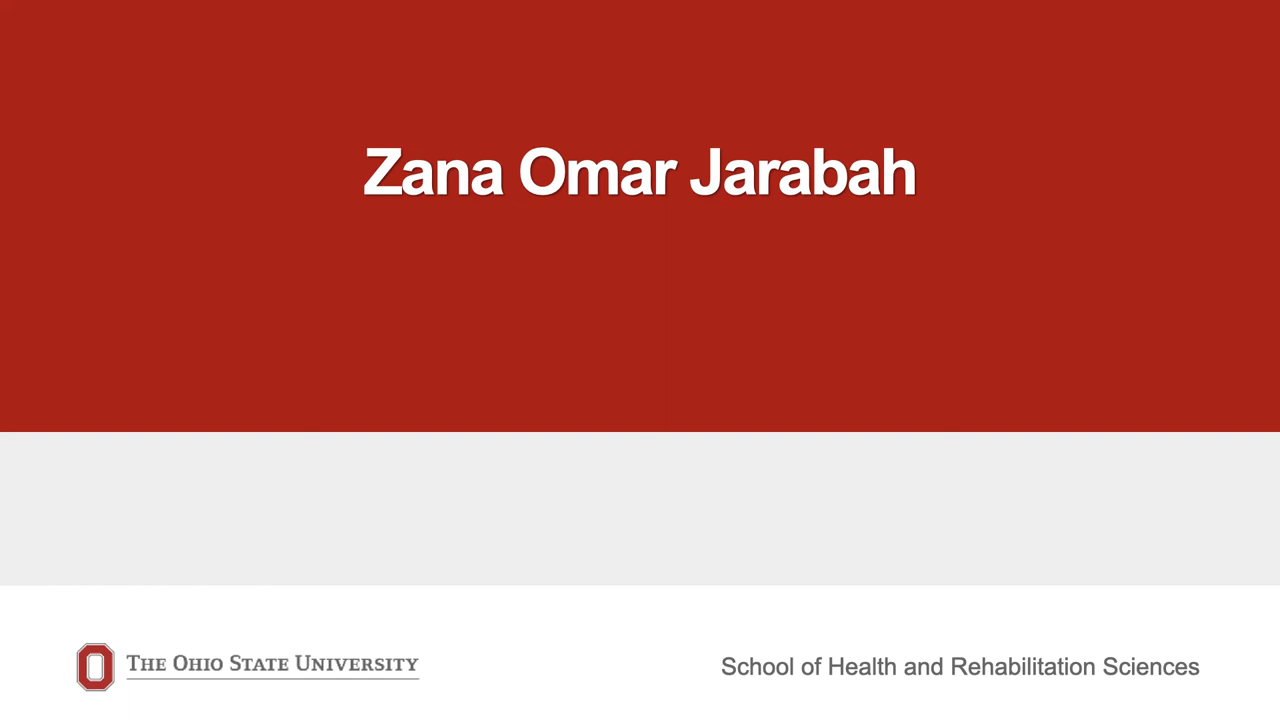 Zana Omar Jarabah
THE OHIO STATE UNIVERSITY
School of Health and Rehabilitation Sciences